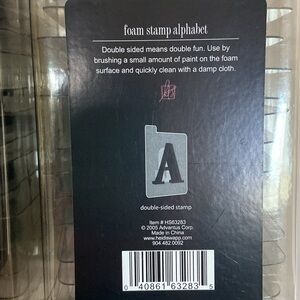 foam stamp alphabet
Double sided means double fun. Use by
brushing a small amount of paint on the foam
surface and quickly clean with a damp cloth.
A
double-sided stamp
Item # HS63283
© 2005 Advantus Corp.
Made in China
www.heidiswapp.com
904.482.0092
0 40861 63283 5